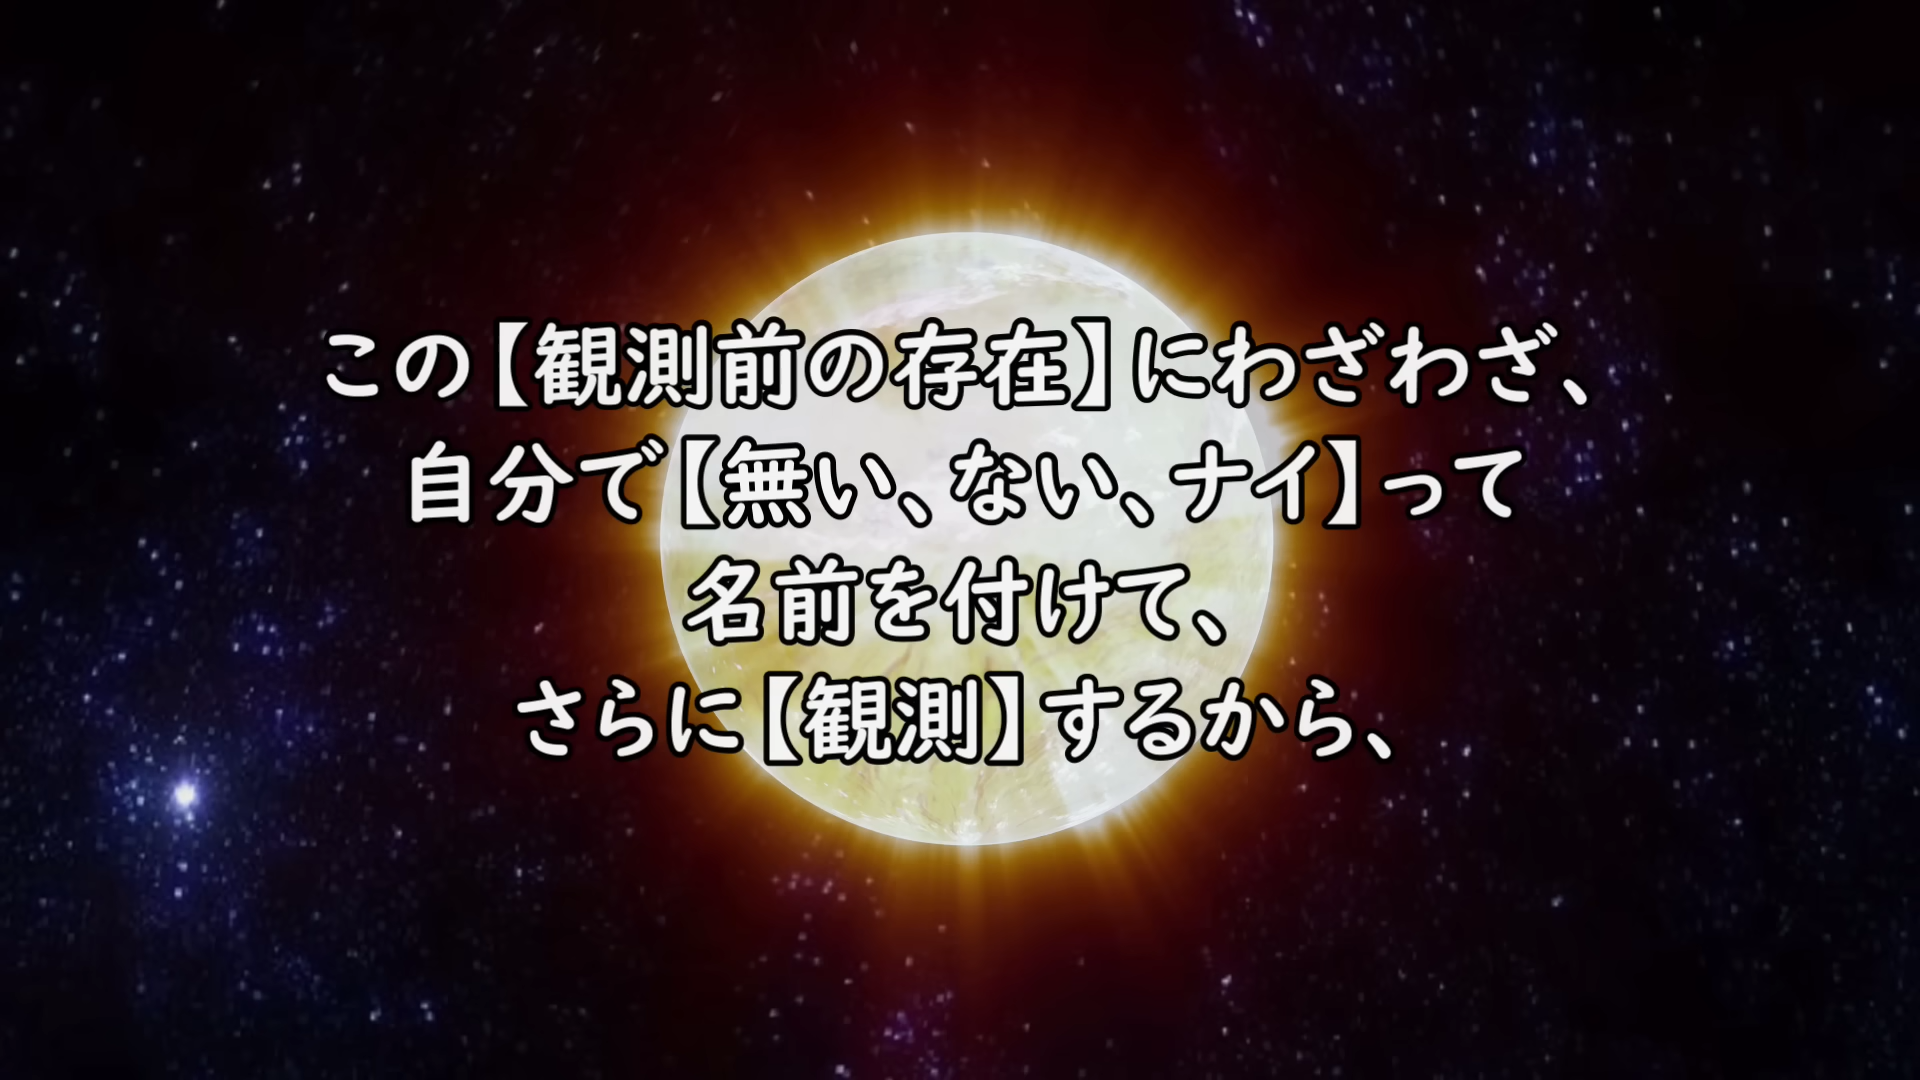 この【観測前の存在】にわざわざ、
自分で【無い、ない、ナイ】って
名前を付けて、
さらに【観測】するから、